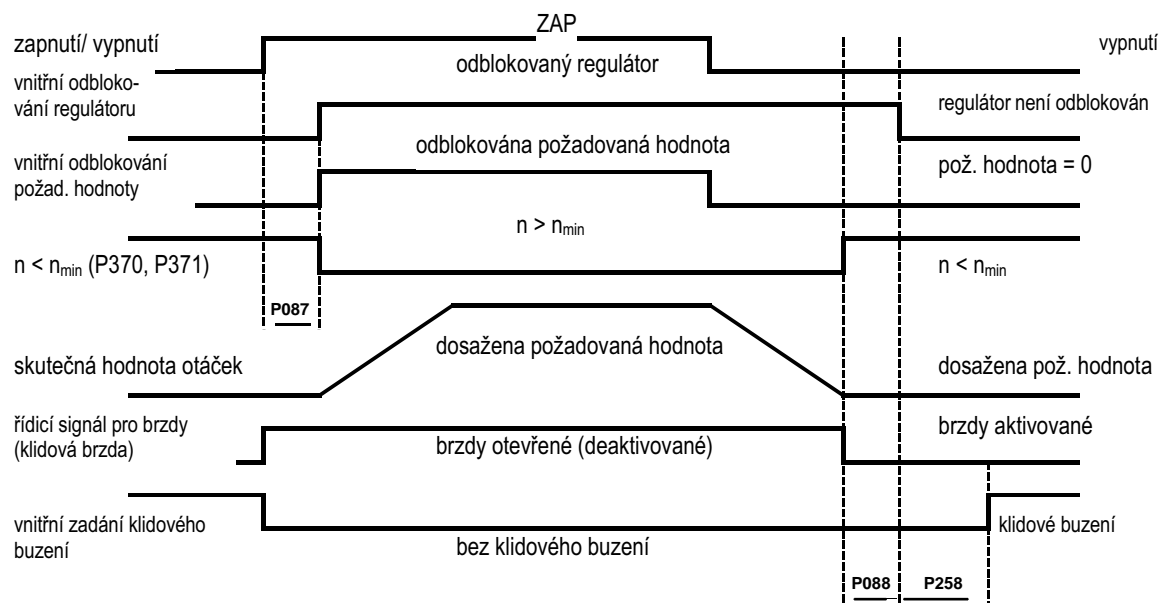 ZAP
zapnutí/ vypnutí
vypnutí
odblokovaný regulátor
vnitřní odbloko-
vání regulátoru
regulátor není odblokován
odblokována požadovaná hodnota
vnitřní odblokování
požad. hodnoty
pož. hodnota = 0
n > nmin
n < nmin (P370, P371)
n < nmin
P087
skutečná hodnota otáček
dosažena požadovaná hodnota
dosažena pož. hodnota
řídicí signál pro brzdy
(klidová brzda)
brzdy otevřené (deaktivované)
brzdy aktivované
vnitřní zadání klidového
buzení
bez klidového buzení
klidové buzení
P088
P258